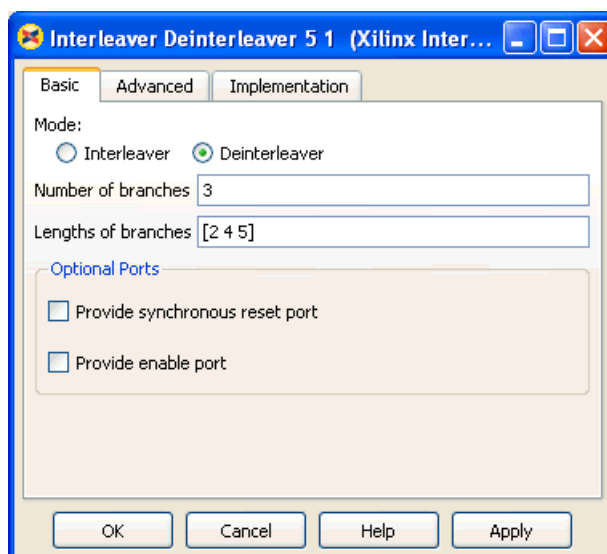 Interleaver Deinterleaver 5 1 (Xilinx Inter...
Basic Advanced Implementation
Mode:
Interleaver Deinterleaver
Number of branches 3
Lengths of branches [2 4 5]
Optional Ports
Provide synchronous reset port
Provide enable port
OK Cancel Help Apply